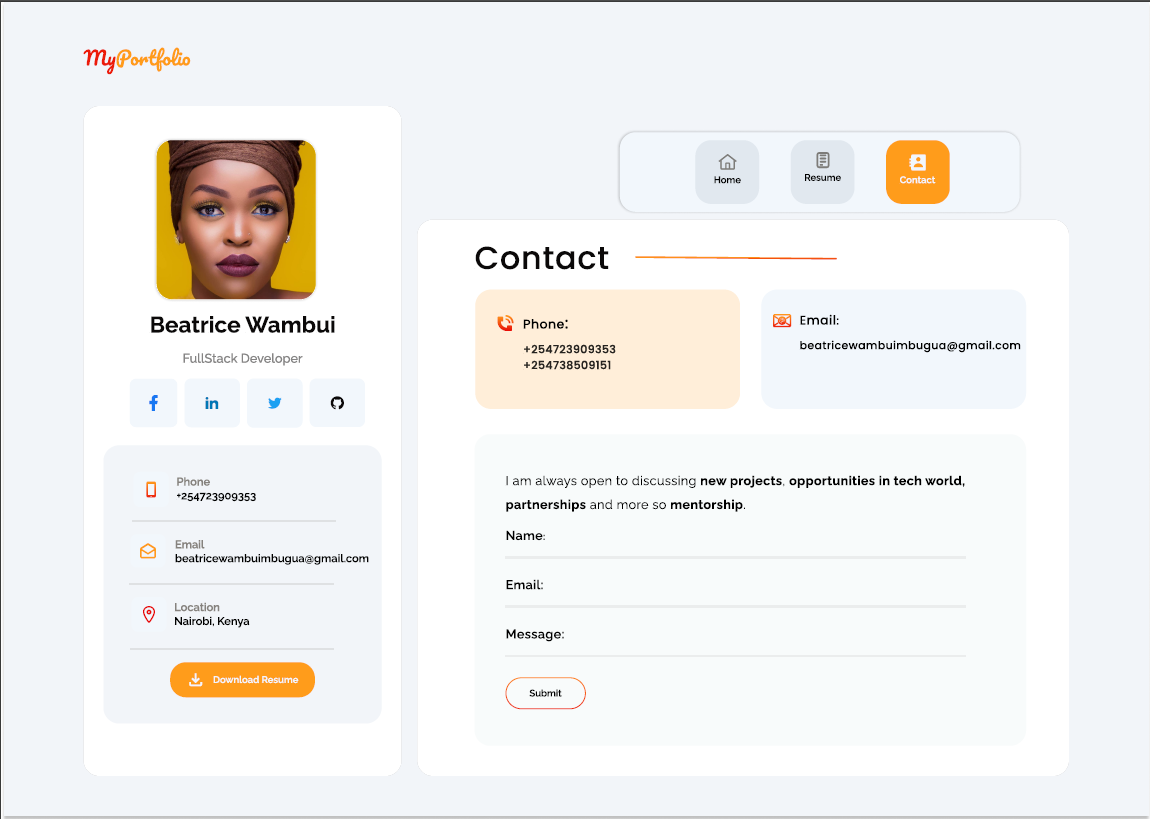 MyPortfolio
Home
Resume
Contact
Beatrice Wambui
FullStack Developer
Phone
+254723909353
Email
beatricewambuimbugua@gmail.com
Location
Nairobi, Kenya
Download Resume
Contact
Phone:
+254723909353
+254738509151
Email:
beatricewambuimbugua@gmail.com
I am always open to discussing new projects, opportunities in tech world,
partnerships and more so mentorship.
Name:
Email:
Message:
Submit